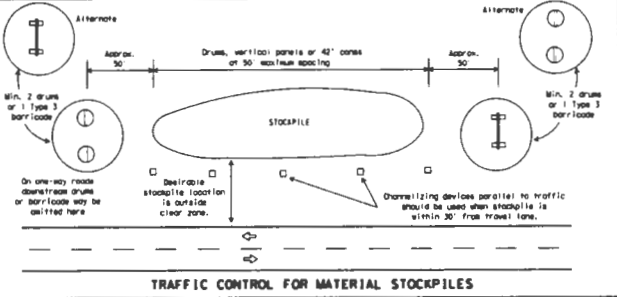 Alternate
Alternate
Approx.
50'
Drums, vertical panels or 42" cones
at 50' maximum spacing
Approx.
50'
Min. 2 drums
or 1 Type 3
barricade
Min. 2 drums
or 1 Type 3
barricade
STOCKPILE
On one-way roads
downstream drums
or barricade may be
omitted here
Desirable
stockpile location
is outside
clear zone.
Channelizing devices parallel to traffic
should be used when stockpile is
within 30' from travel lane.
TRAFFIC CONTROL FOR MATERIAL STOCKPILES